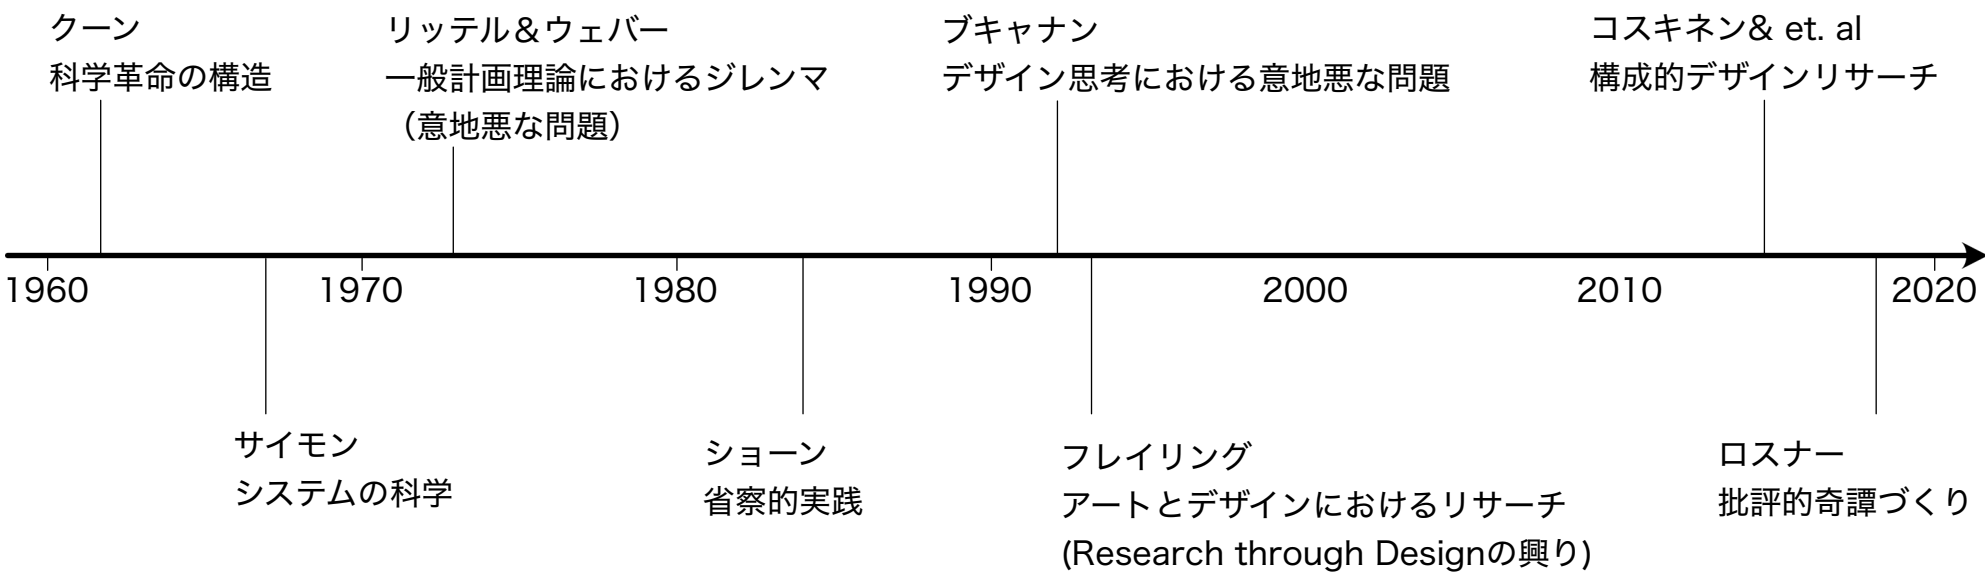 クーン
科学革命の構造
リッテル＆ウェバー
一般計画理論におけるジレンマ
（意地悪な問題）
ブキャナン
デザイン思考における意地悪な問題
コスキネン& et. al
構成的デザインリサーチ
1960
1970
1980
1990
2000
2010
2020
サイモン
システムの科学
ショーン
省察的実践
フレイリング
アートとデザインにおけるリサーチ
(Research through Designの興り)
ロスナー
批評的奇譚づくり